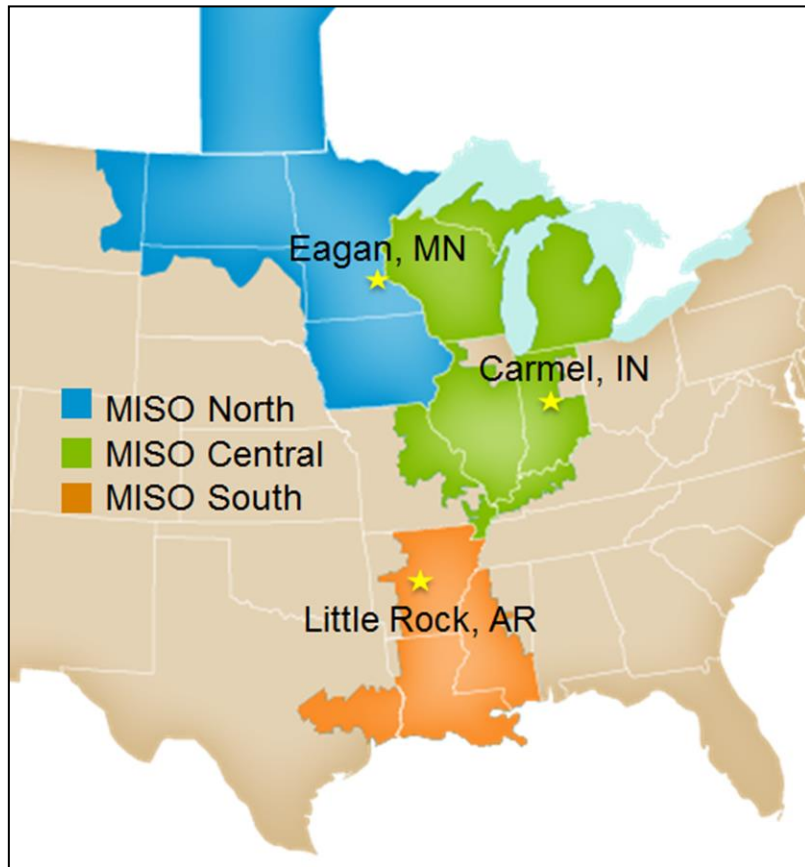 Eagan, MN
Carmel, IN
MISO North
MISO Central
MISO South
Little Rock, AR